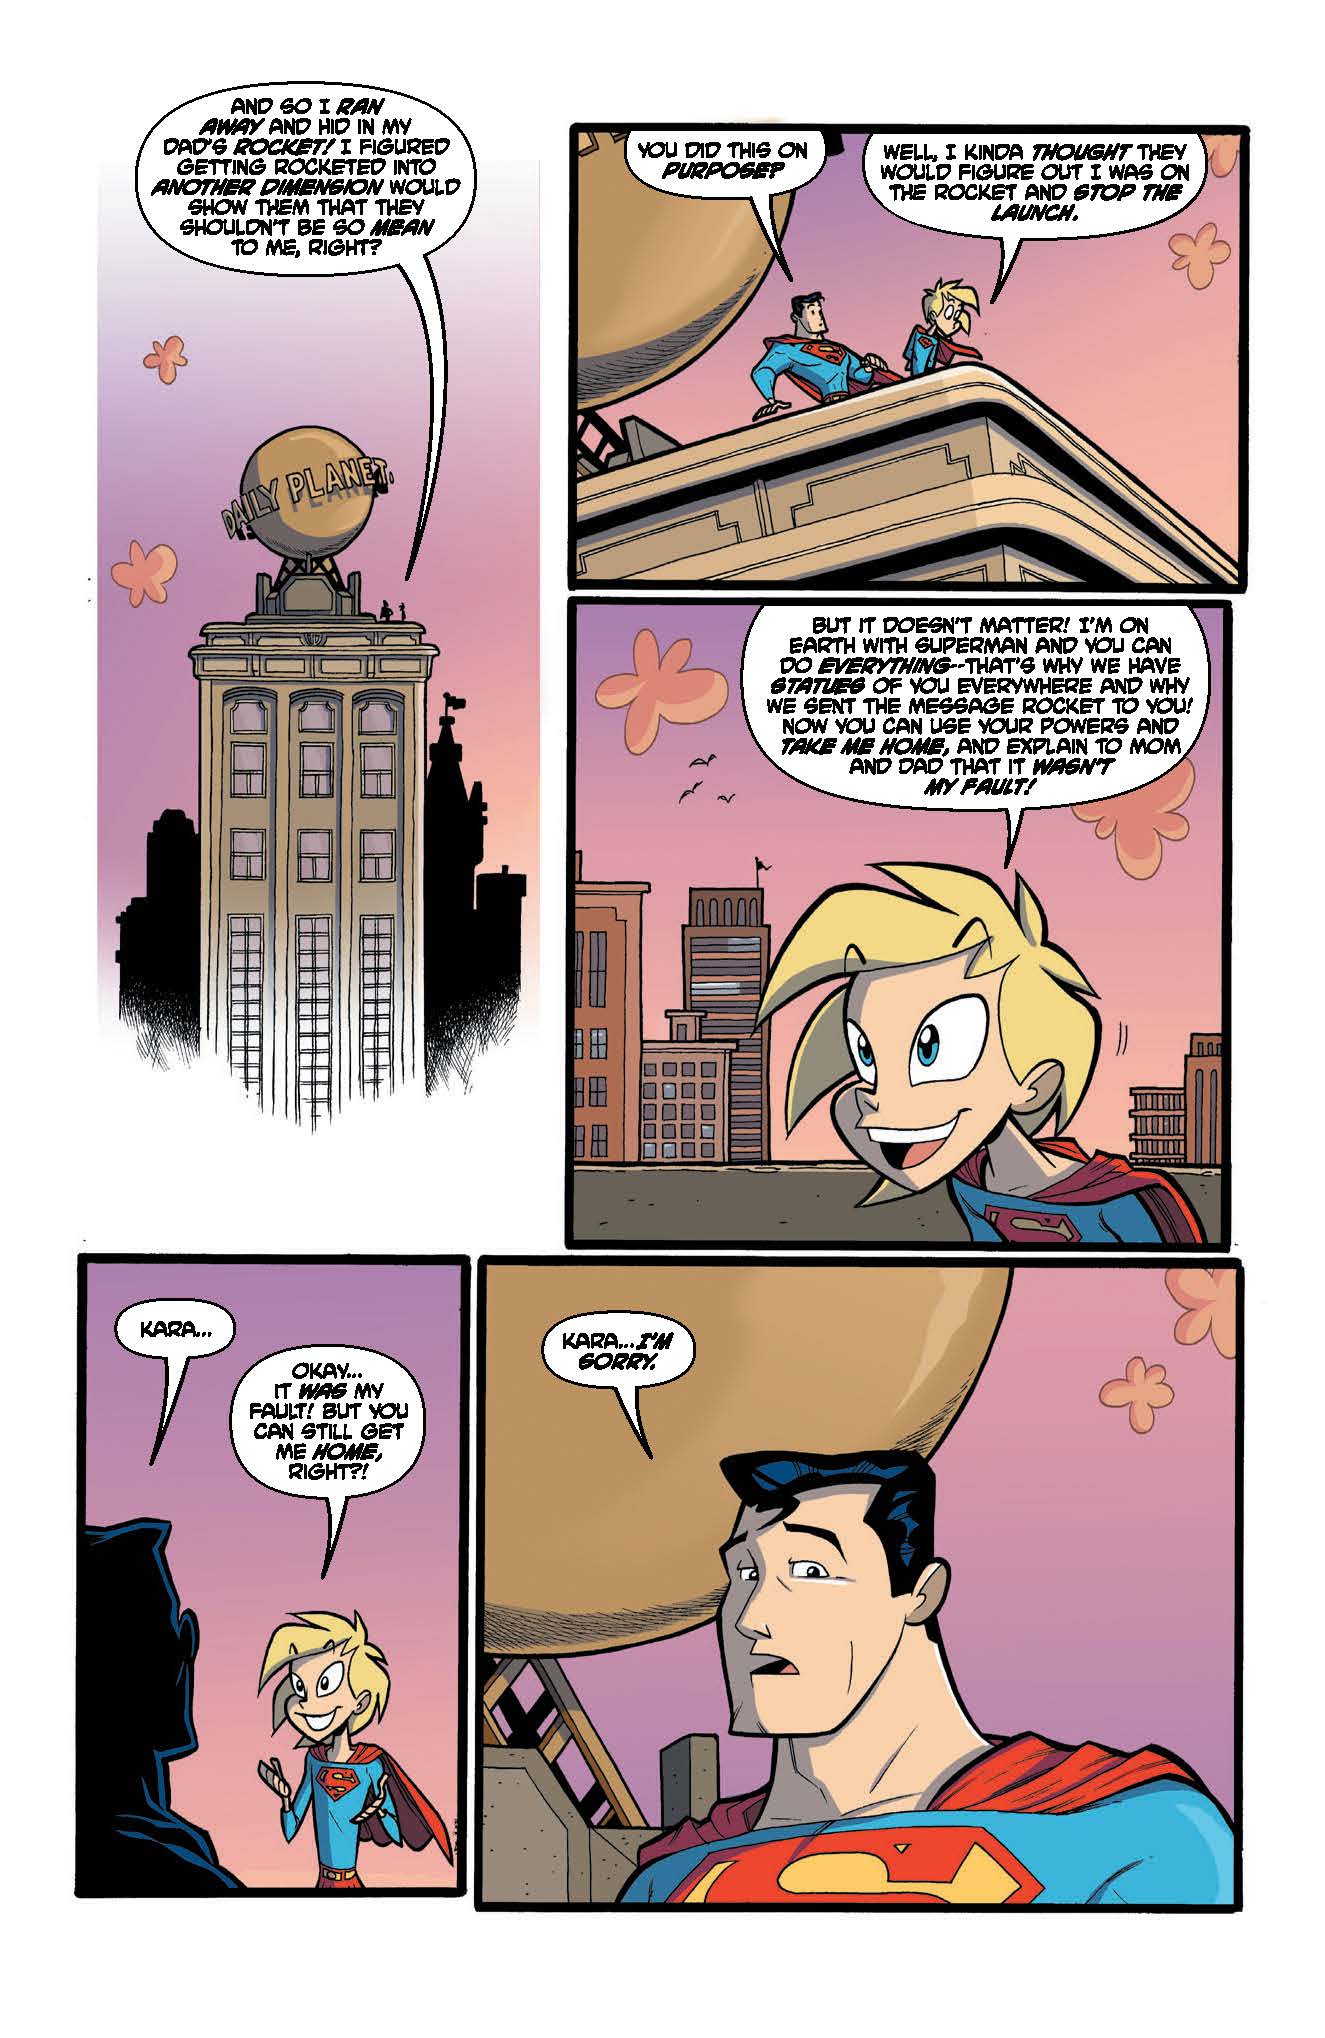 AND SO I RAN
AWAY AND HID IN MY
DAD'S ROCKET! I FIGURED
GETTING ROCKETED INTO
ANOTHER DIMENSION WOULD
SHOW THEM THAT THEY
SHOULDN'T BE SO MEAN
TO ME, RIGHT?
DAILY PLANET
YOU DID THIS ON
PURPOSE?
WELL, I KINDA THOUGHT THEY
WOULD FIGURE OUT I WAS ON
THE ROCKET AND STOP THE
LAUNCH.
BUT IT DOESN'T MATTER! I'M ON
EARTH WITH SUPERMAN AND YOU CAN
DO EVERYTHING--THAT'S WHY WE HAVE
STATUES OF YOU EVERYWHERE AND WHY
WE SENT THE MESSAGE ROCKET TO YOU!
NOW YOU CAN USE YOUR POWERS AND
TAKE ME HOME, AND EXPLAIN TO MOM
AND DAD THAT IT WASN'T
MY FAULT!
KARA...
OKAY...
IT WAS MY
FAULT! BUT YOU
CAN STILL GET
ME HOME,
RIGHT?!
KARA...I'M
SORRY.